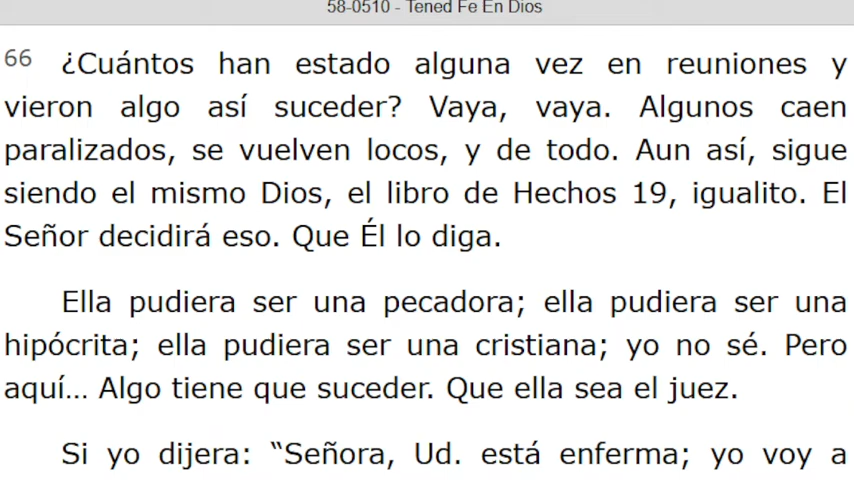 58-0510 - Tened Fe En Dios
66 ¿Cuántos han estado alguna vez en reuniones y
vieron algo así suceder? Vaya, vaya. Algunos caen
paralizados, se vuelven locos, y de todo. Aun así, sigue
siendo el mismo Dios, el libro de Hechos 19, igualito. El
Señor decidirá eso. Que Él lo diga.
Ella pudiera ser una pecadora; ella pudiera ser una
hipócrita; ella pudiera ser una cristiana; yo no sé. Pero
aquí... Algo tiene que suceder. Que ella sea el juez.
Si yo dijera: “Señora, Ud. está enferma; yo voy a